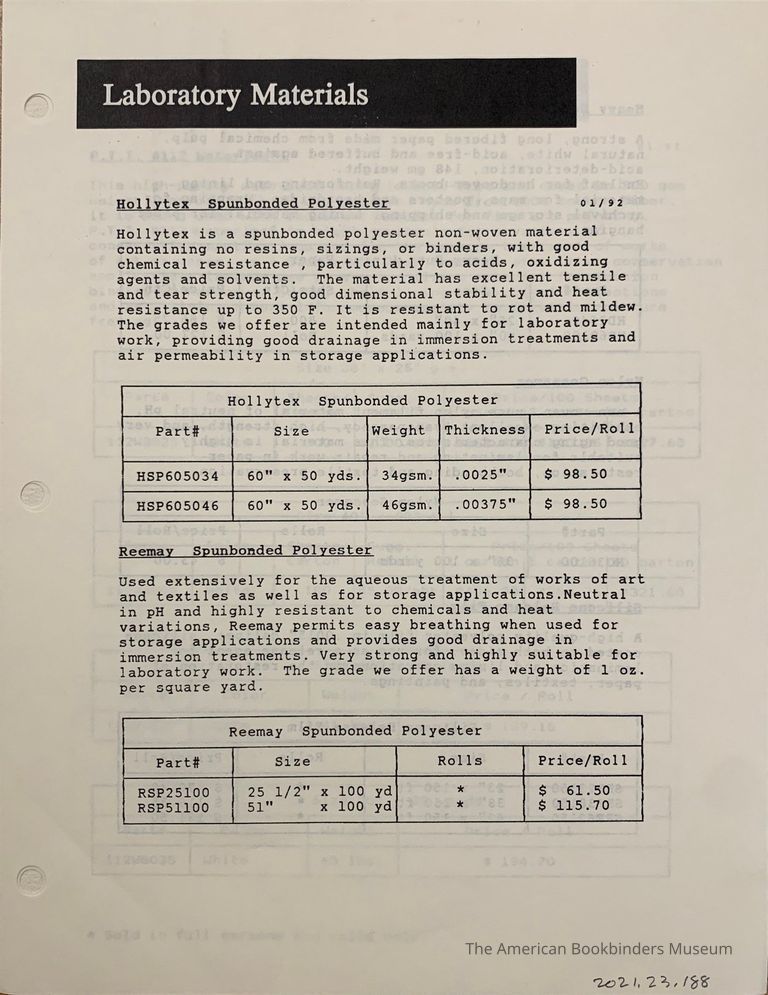 Laboratory Materials
Hollytex Spunbonded Polyester 01/92
Hollytex is a spunbonded polyester non-woven material
containing no resins, sizings, or binders, with good
chemical resistance , particularly to acids, oxidizing
agents and solvents. The material has excellent tensile
and tear strength, good dimensional stability and heat
resistance up to 350 F. It is resistant to rot and mildew.
The grades we offer are intended mainly for laboratory
work, providing good drainage in immersion treatments and
air permeability in storage applications.
Hollytex Spunbonded Polyester
Part# Size Weight Thickness Price/Roll
HSP605034 60" x 50 yds. 34gsm. .0025" $ 98.50
HSP605046 60" x 50 yds. 46gsm. .00375" $ 98.50
Reemay Spunbonded Polyester
Used extensively for the aqueous treatment of works of art
and textiles as well as for storage applications.Neutral
in pH and highly resistant to chemicals and heat
variations, Reemay permits easy breathing when used for
storage applications and provides good drainage in
immersion treatments. Very strong and highly suitable for
laboratory work. The grade we offer has a weight of 1 oz.
per square yard.
Reemay Spunbonded Polyester
Part# Size Rolls Price/Roll
RSP25100 25 1/2" x 100 yd * $ 61.50
RSP51100 51" x 100 yd * $ 115.70
The American Bookbinders Museum
2021.23.188